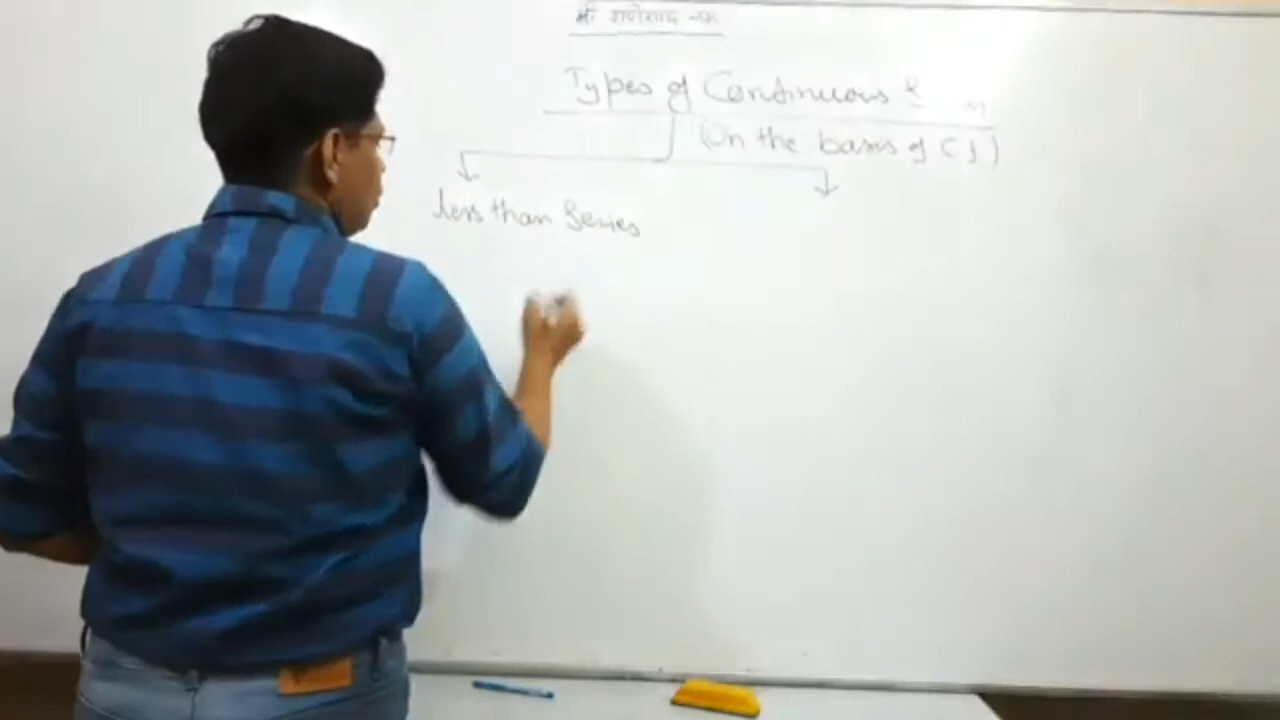 Types of Continuous
(On the basis of C f)
less than Series